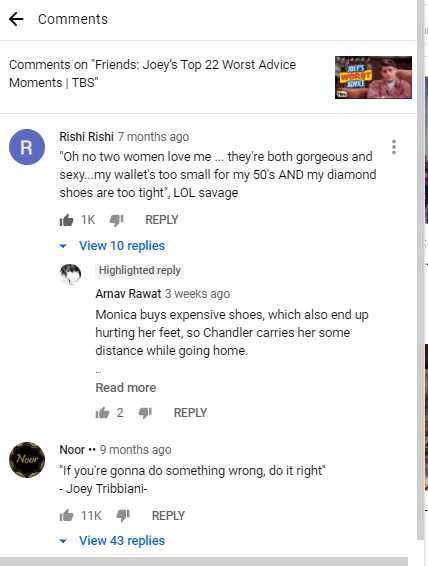 Comments
Comments on "Friends: Joey's Top 22 Worst Advice
Moments | TBS"
JOEY'S
WORST
ADVICE
R
Rishi Rishi 7 months ago
"Oh no two women love me ... they're both gorgeous and
sexy...my wallet's too small for my 50's AND my diamond
shoes are too tight", LOL savage
1K REPLY
View 10 replies
Highlighted reply
Arnav Rawat 3 weeks ago
Monica buys expensive shoes, which also end up
hurting her feet, so Chandler carries her some
distance while going home.
..
Read more
2 REPLY
Noor
Noor •• 9 months ago
"If you're gonna do something wrong, do it right"
- Joey Tribbiani-
11K REPLY
View 43 replies